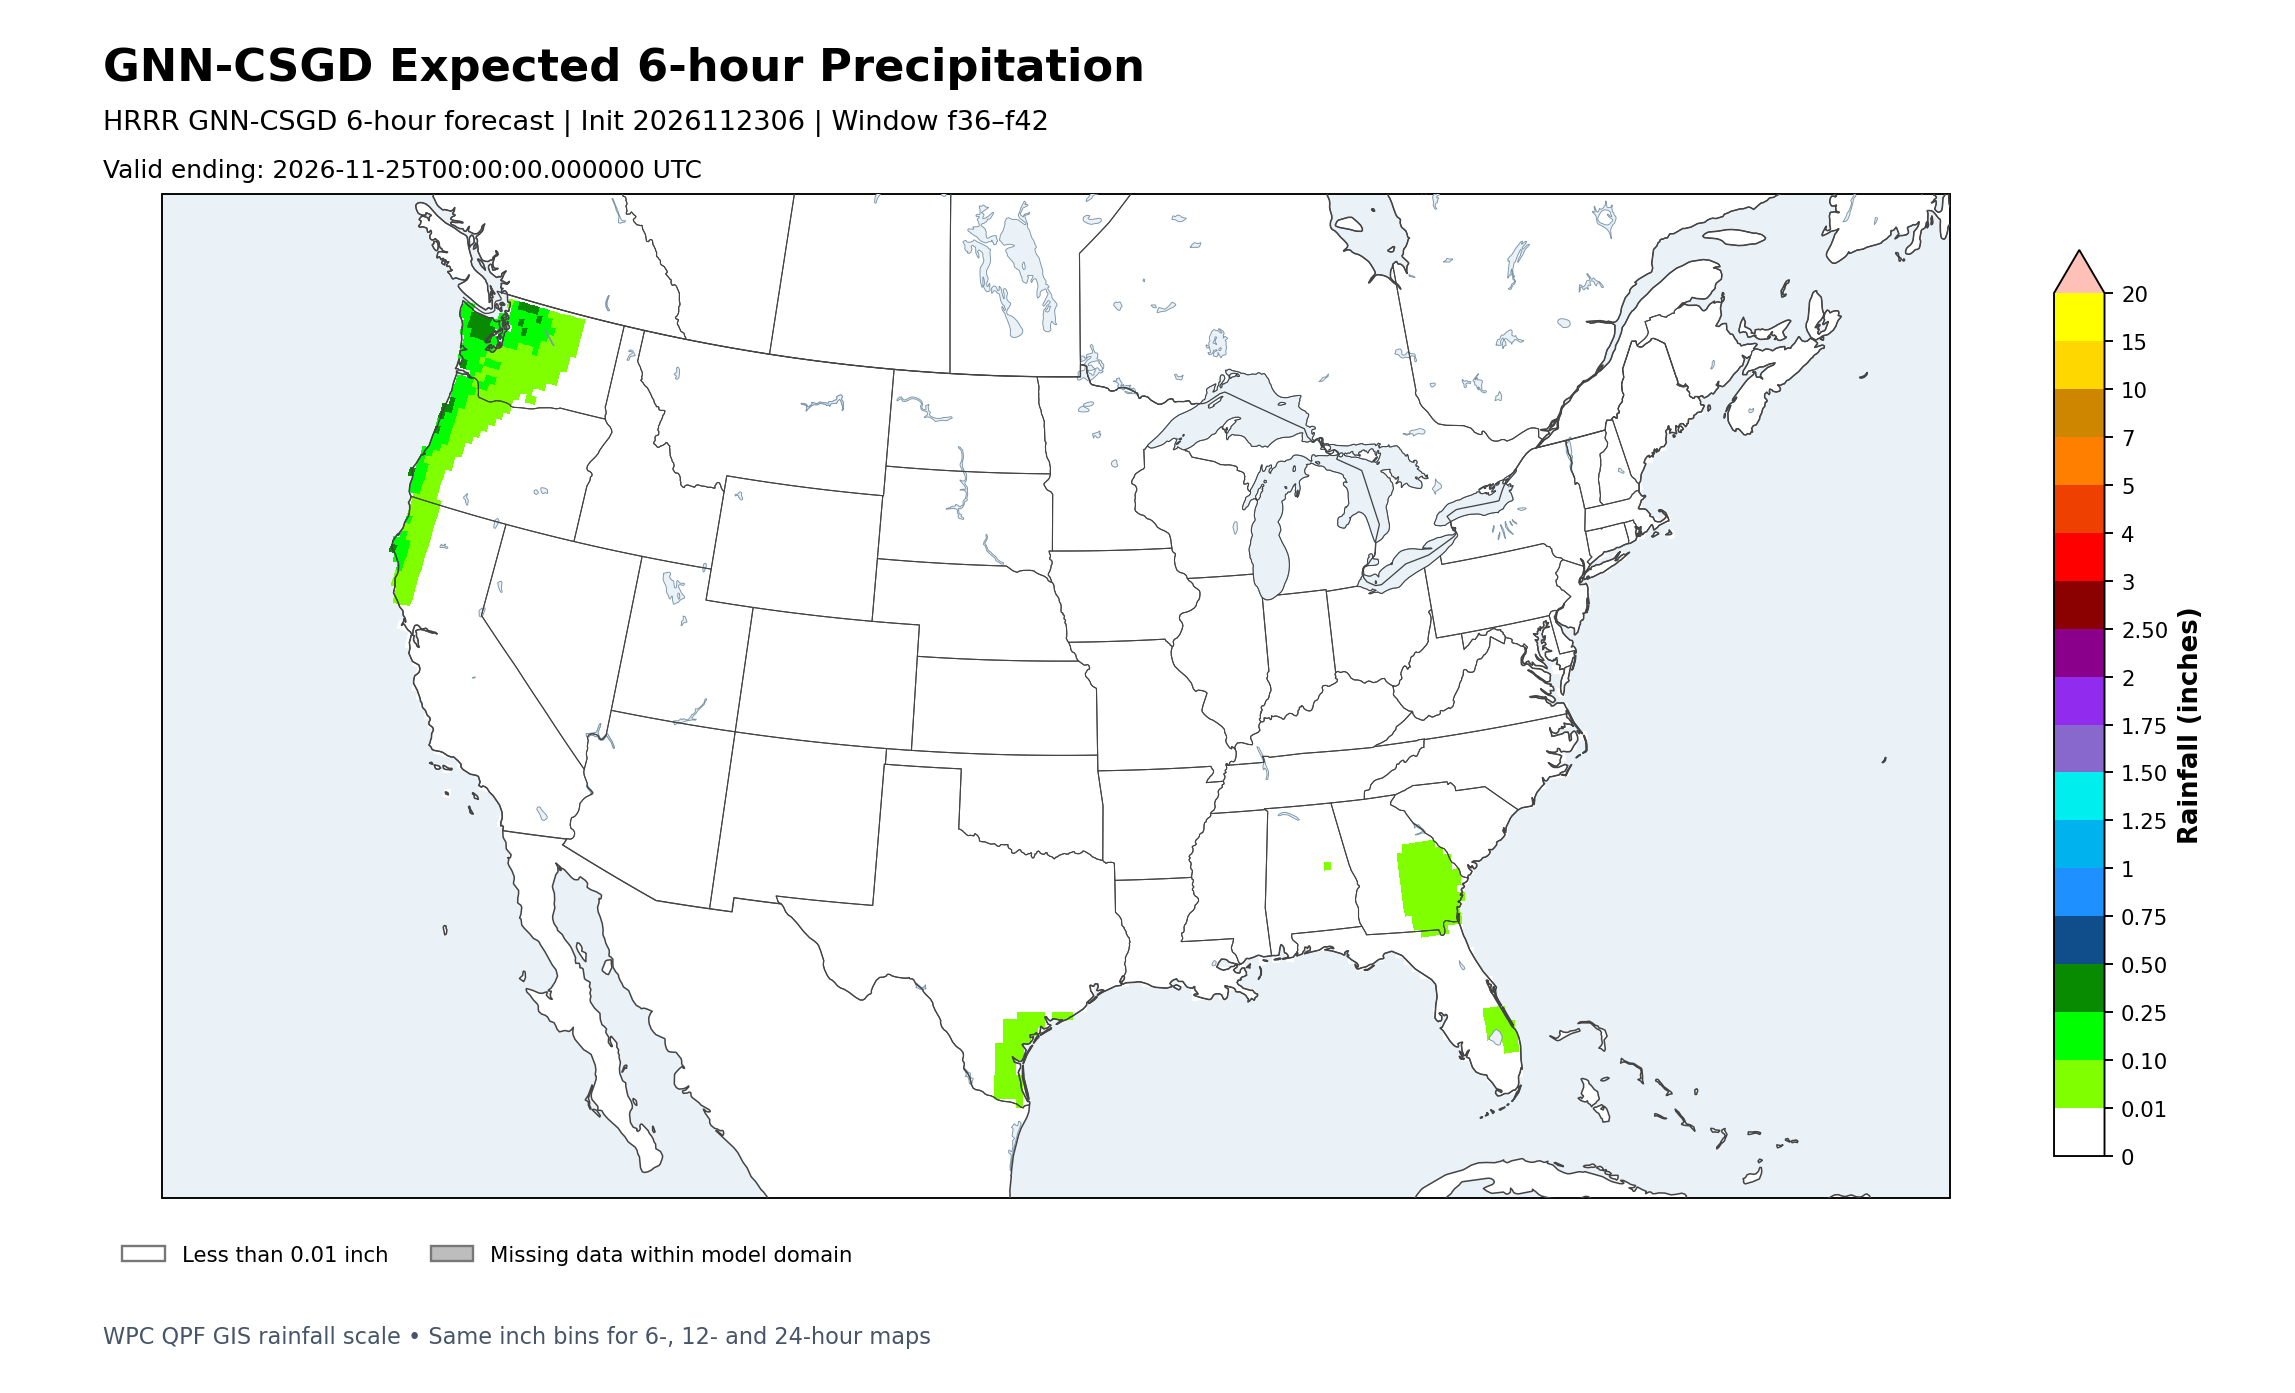 GNN-CSGD Expected 6-hour Precipitation
HRRR GNN-CSGD 6-hour forecast | Init 2026112306 | Window f36–f42
Valid ending: 2026-11-25T00:00:00.000000 UTC
20
15
10
7
5
4
3
2.50
2
1.75
1.50
1.25
1
0.75
0.50
0.25
0.10
0.01
0
Rainfall (inches)
Less than 0.01 inch
Missing data within model domain
WPC QPF GIS rainfall scale • Same inch bins for 6-, 12- and 24-hour maps